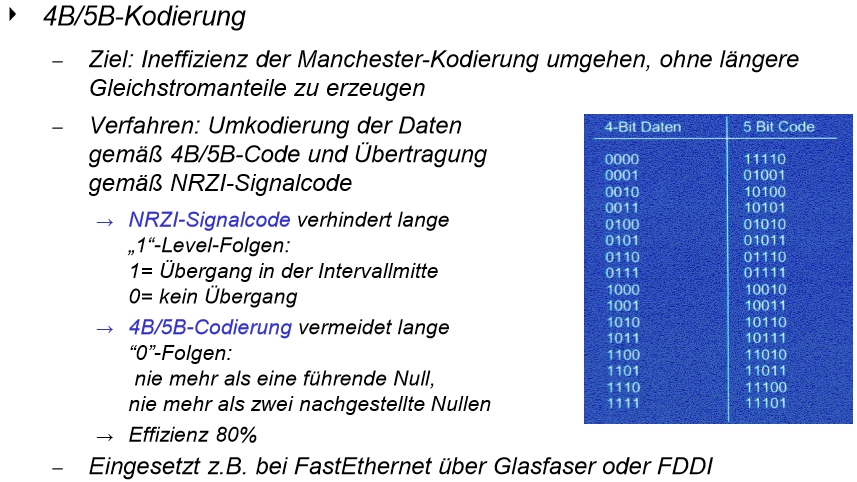 4B/5B-Kodierung
– Ziel: Ineffizienz der Manchester-Kodierung umgehen, ohne längere
Gleichstromanteile zu erzeugen
– Verfahren: Umkodierung der Daten
gemäß 4B/5B-Code und Übertragung
gemäß NRZI-Signalcode
→ NRZI-Signalcode verhindert lange
„1“-Level-Folgen:
1= Übergang in der Intervallmitte
0= kein Übergang
→ 4B/5B-Codierung vermeidet lange
“0”-Folgen:
nie mehr als eine führende Null,
nie mehr als zwei nachgestellte Nullen
→ Effizienz 80%
– Eingesetzt z.B. bei FastEthernet über Glasfaser oder FDDI
4-Bit Daten 5 Bit Code
0000 11110
0001 01001
0010 10100
0011 10101
0100 01010
0101 01011
0110 01110
0111 01111
1000 10010
1001 10011
1010 10110
1011 10111
1100 11010
1101 11011
1110 11100
1111 11101